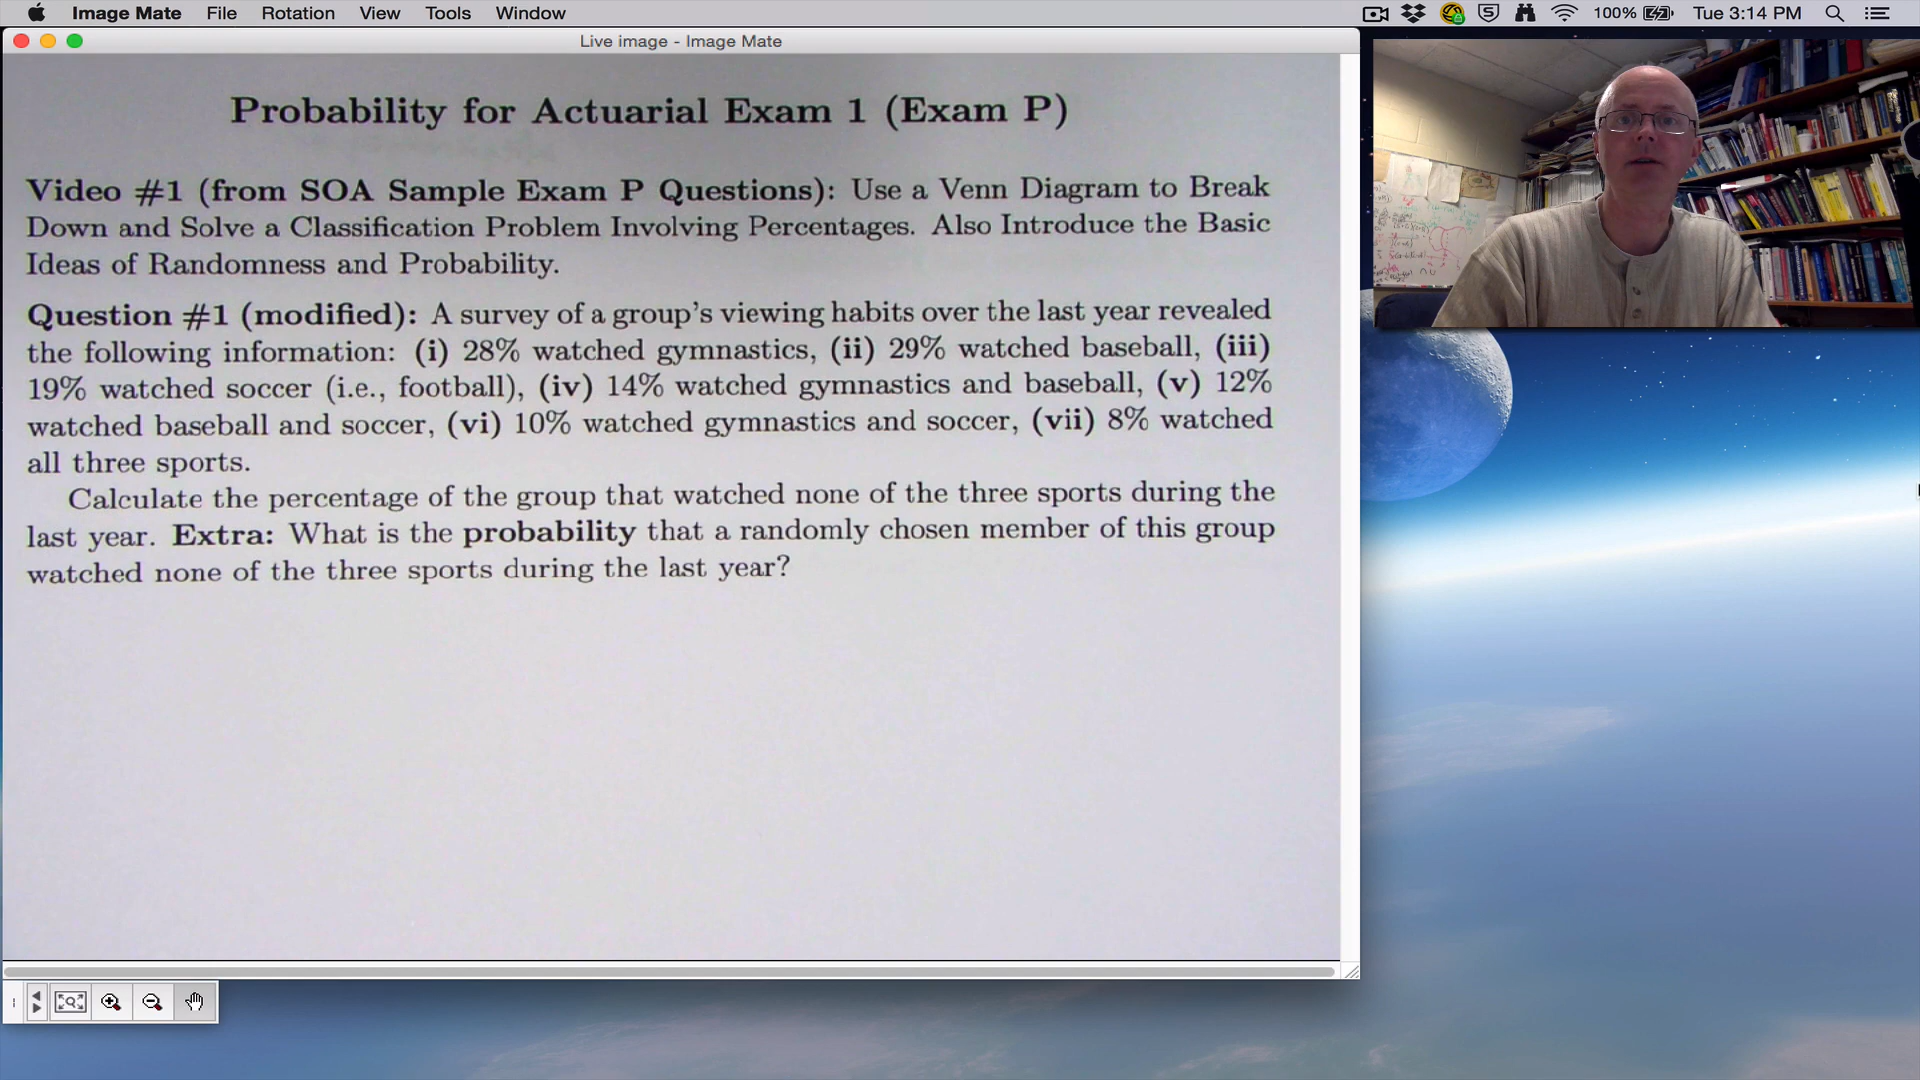 Image Mate File Rotation View Tools Window 100% Tue 3:14 PM
Live image - Image Mate
Probability for Actuarial Exam 1 (Exam P)
Video #1 (from SOA Sample Exam P Questions): Use a Venn Diagram to Break
Down and Solve a Classification Problem Involving Percentages. Also Introduce the Basic
Ideas of Randomness and Probability.
Question #1 (modified): A survey of a group's viewing habits over the last year revealed
the following information: (i) 28% watched gymnastics, (ii) 29% watched baseball, (iii)
19% watched soccer (i.e., football), (iv) 14% watched gymnastics and baseball, (v) 12%
watched baseball and soccer, (vi) 10% watched gymnastics and soccer, (vii) 8% watched
all three sports.
Calculate the percentage of the group that watched none of the three sports during the
last year. Extra: What is the probability that a randomly chosen member of this group
watched none of the three sports during the last year?